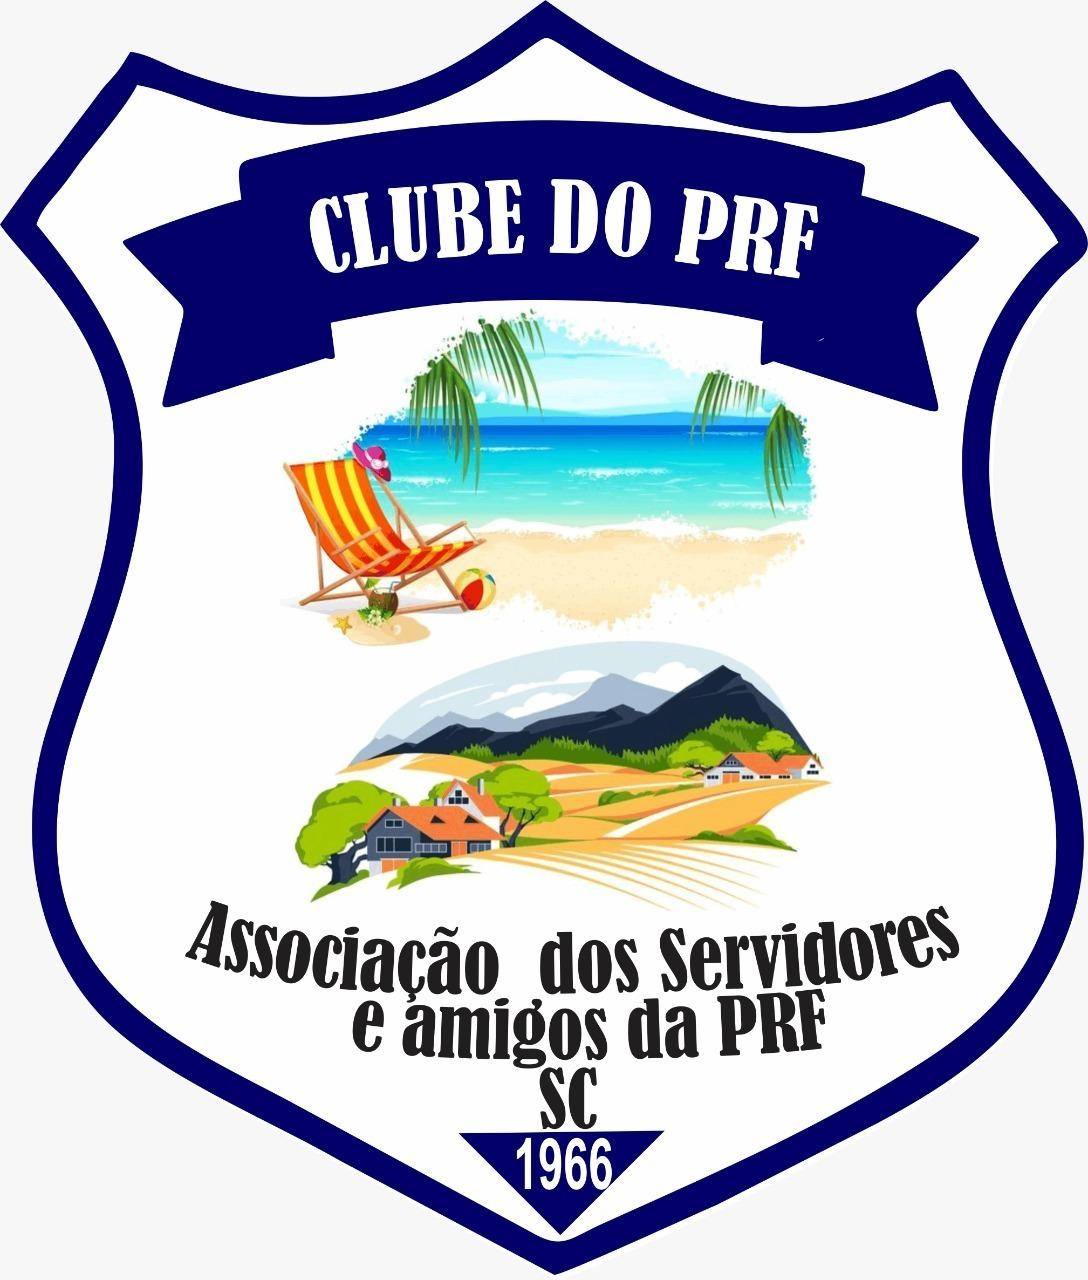 CLUBE DO PRF
Associação dos Servidores
e amigos da PRF
SC
1966